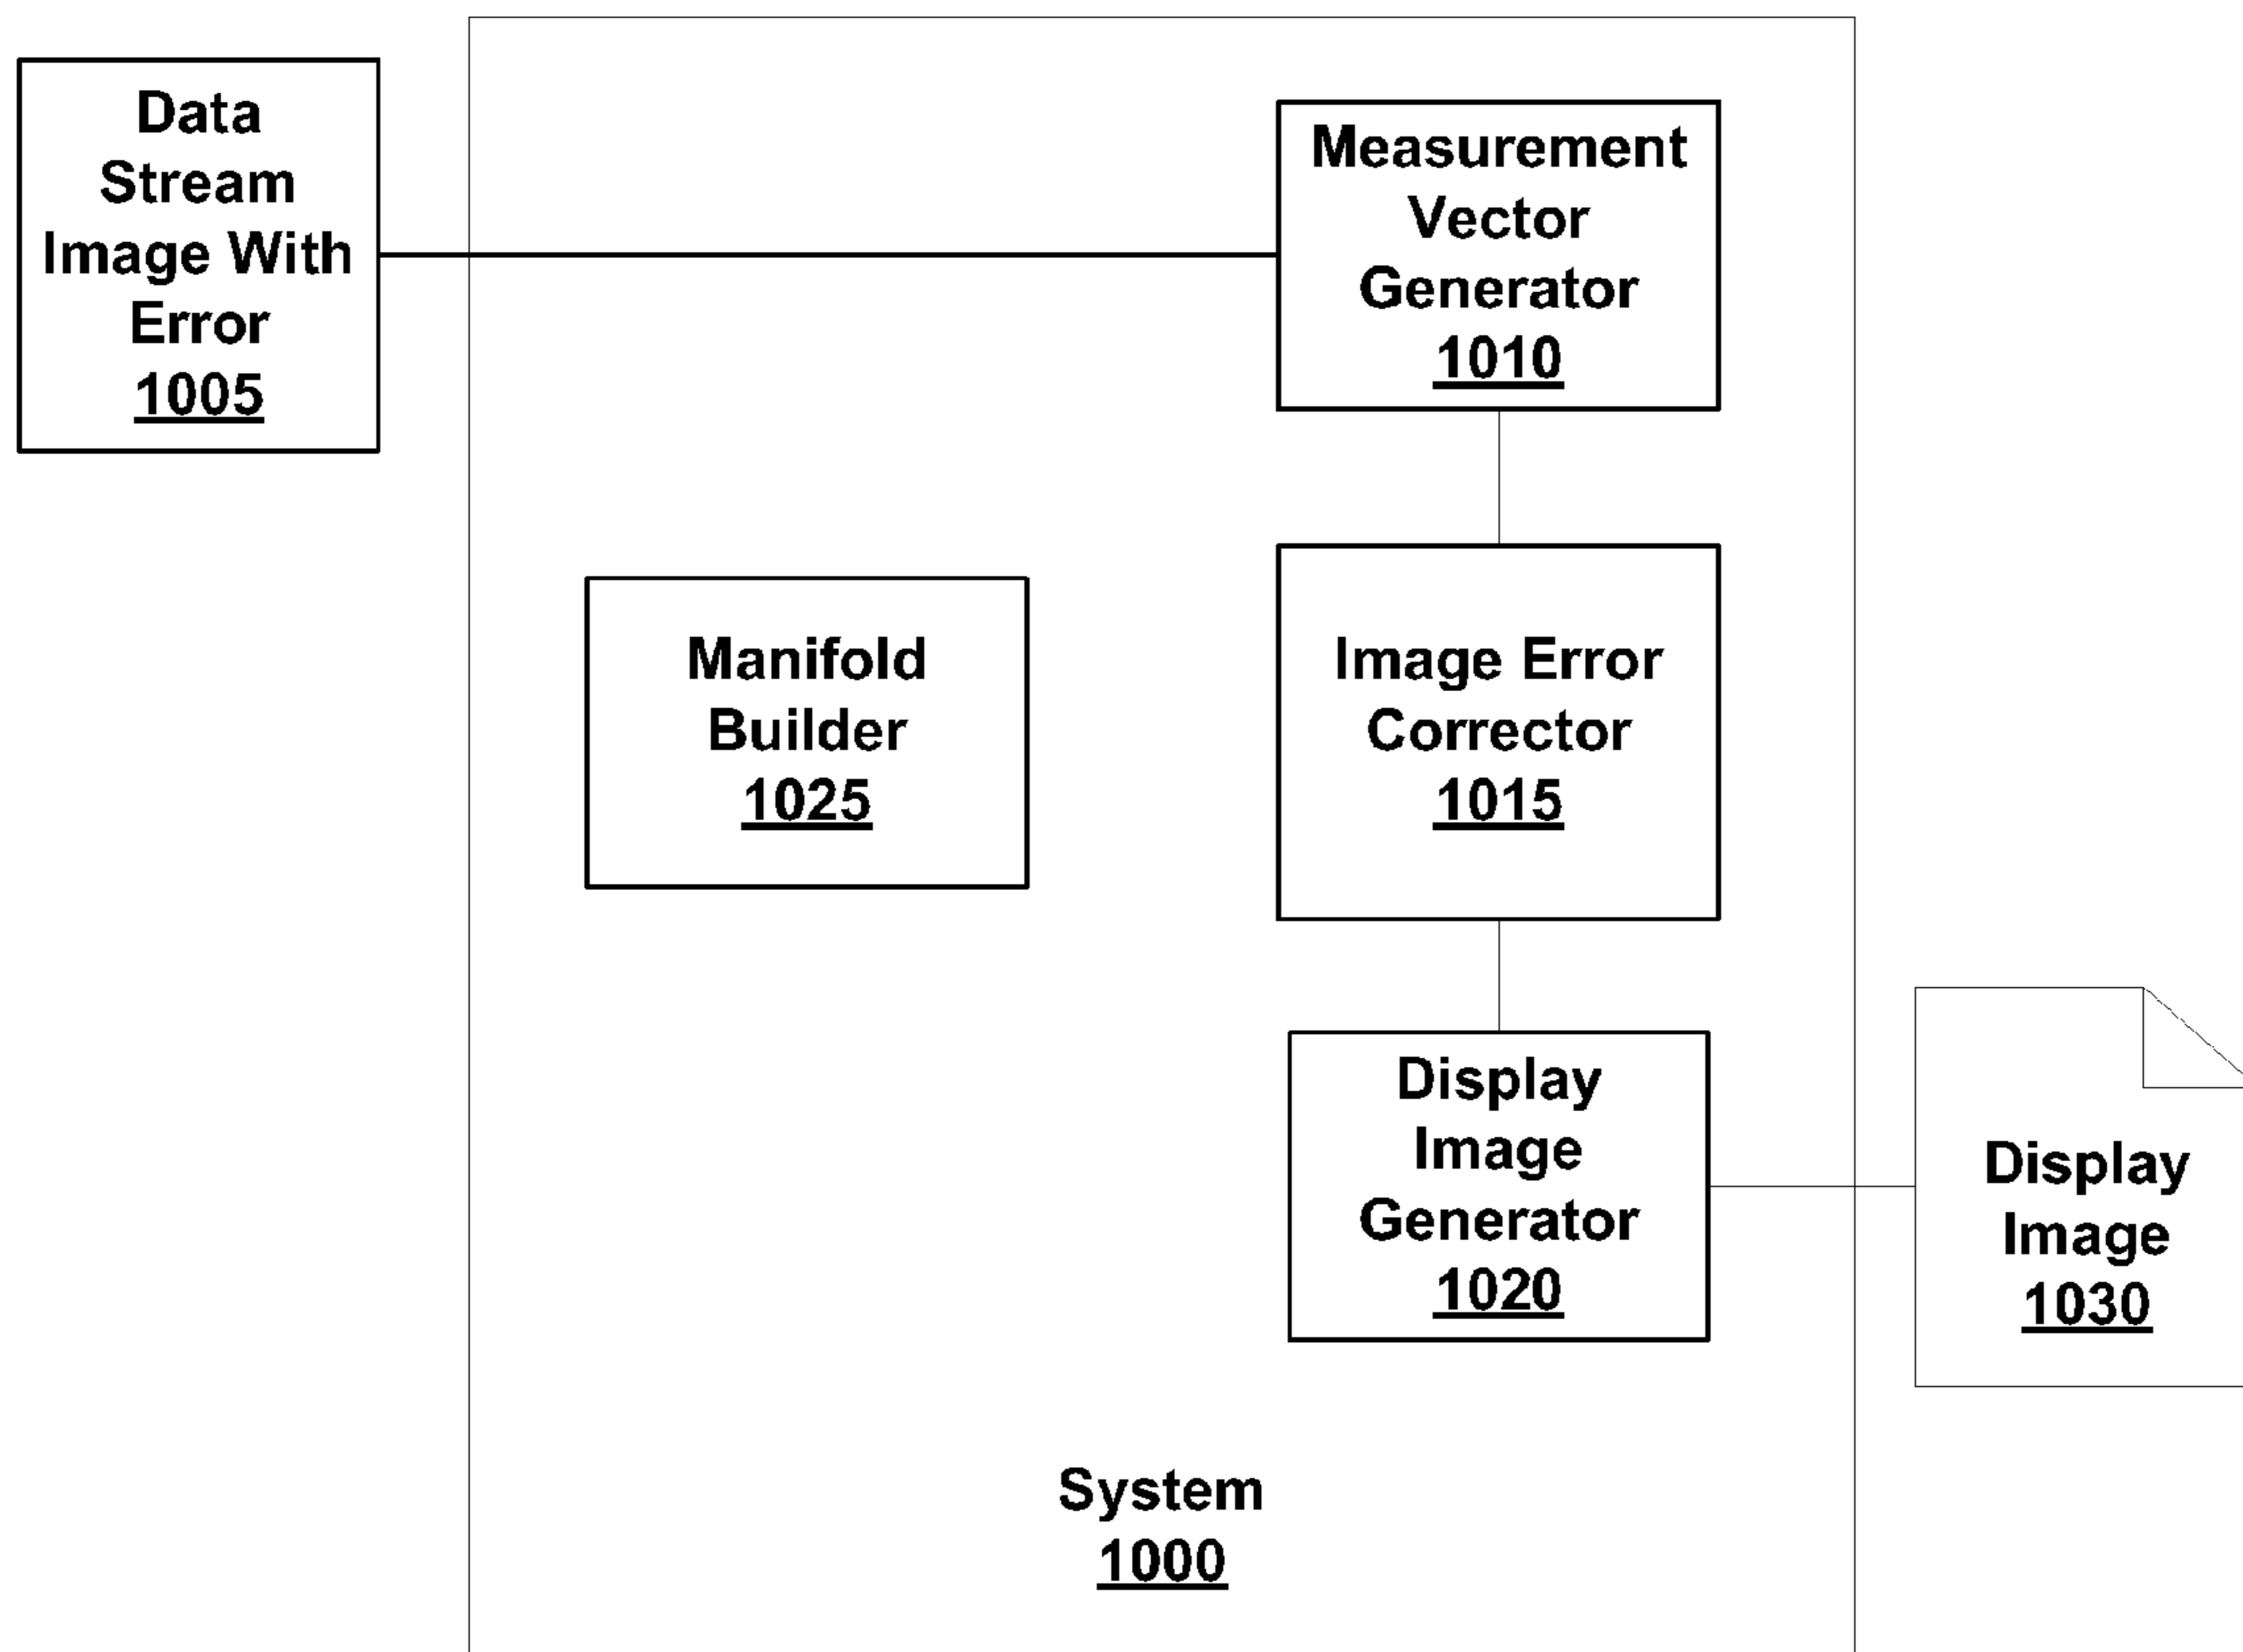 Data
Stream
Image With
Error
1005
Measurement
Vector
Generator
1010
Manifold
Builder
1025
Image Error
Corrector
1015
Display
Image
Generator
1020
Display
Image
1030
System
1000